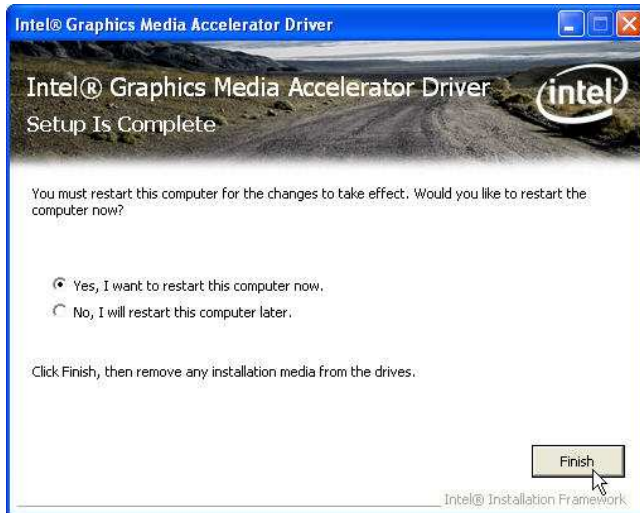 Intel® Graphics Media Accelerator Driver
Intel® Graphics Media Accelerator Driver
intel
Setup Is Complete
You must restart this computer for the changes to take effect. Would you like to restart the
computer now?
Yes, I want to restart this computer now.
No, I will restart this computer later.
Click Finish, then remove any installation media from the drives.
Finish
Intel® Installation Framework